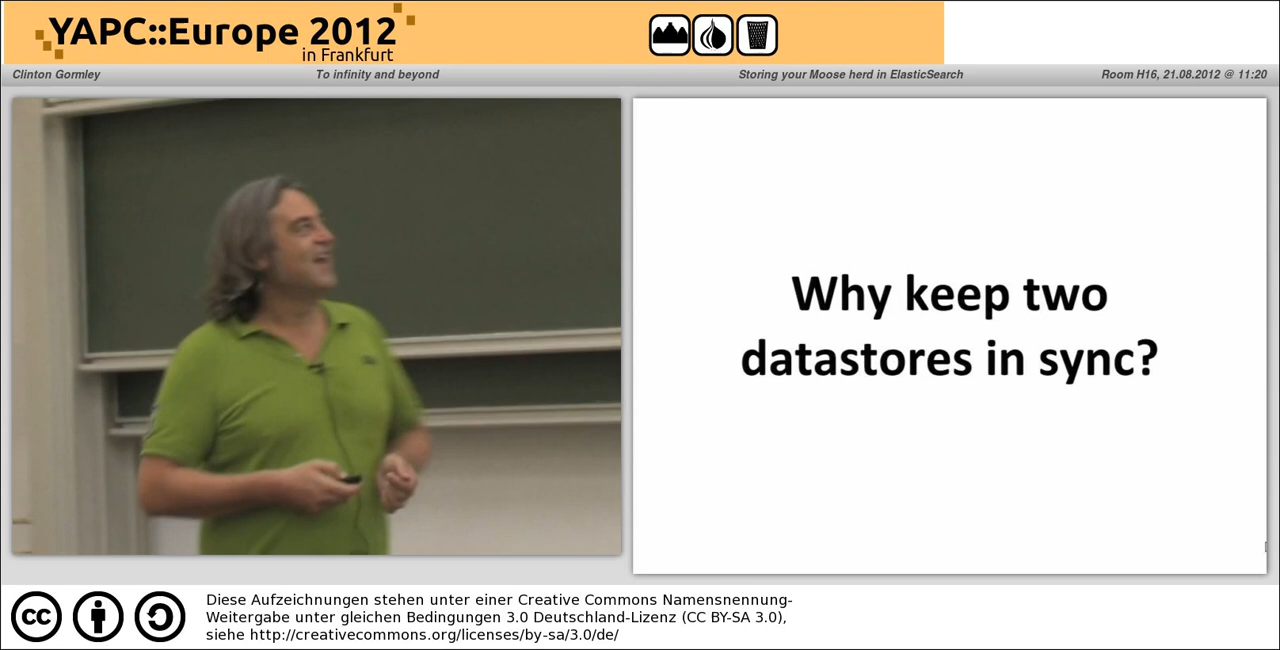 YAPC::Europe 2012
in Frankfurt
Clinton Gormley
To infinity and beyond
Storing your Moose herd in ElasticSearch
Room H16, 21.08.2012 @ 11:20
Why keep two
datastores in sync?
cc
Diese Aufzeichnungen stehen unter einer Creative Commons Namensnennung-
Weitergabe unter gleichen Bedingungen 3.0 Deutschland-Lizenz (CC BY-SA 3.0),
siehe http://creativecommons.org/licenses/by-sa/3.0/de/